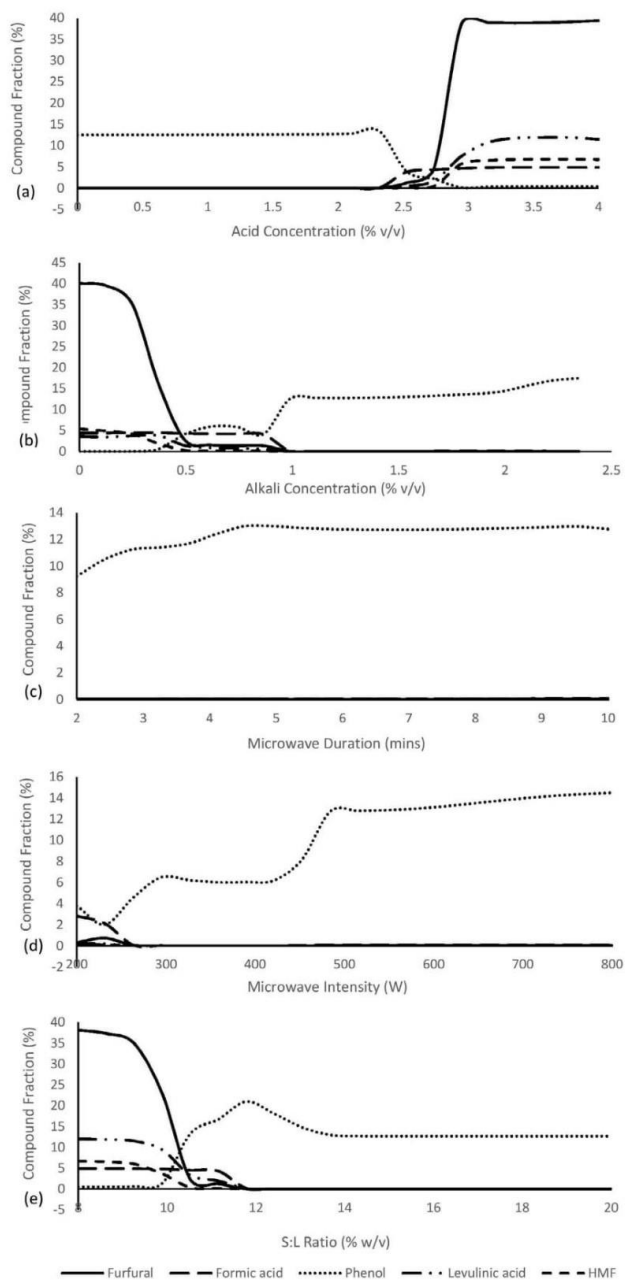 40
35
30
25
20
15
10
5
0
-5
Compound Fraction (%)
(a)
0 0.5 1 1.5 2 2.5 3 3.5 4
Acid Concentration (% v/v)
45
40
35
30
25
20
15
10
5
0
mpound Fraction (%)
(b)
0 0.5 1 1.5 2 2.5
Alkali Concentration (% v/v)
14
12
10
8
6
4
2
0
Compound Fraction (%)
(c)
2 3 4 5 6 7 8 9 10
Microwave Duration (mins)
16
14
12
10
8
6
4
2
0
-2
Compound Fraction (%)
(d)
200 300 400 500 600 700 800
Microwave Intensity (W)
40
35
30
25
20
15
10
5
0
-5
Compound Fraction (%)
(e)
8 10 12 14 16 18 20
S:L Ratio (% w/v)
Furfural Formic acid Phenol Levulinic acid HMF